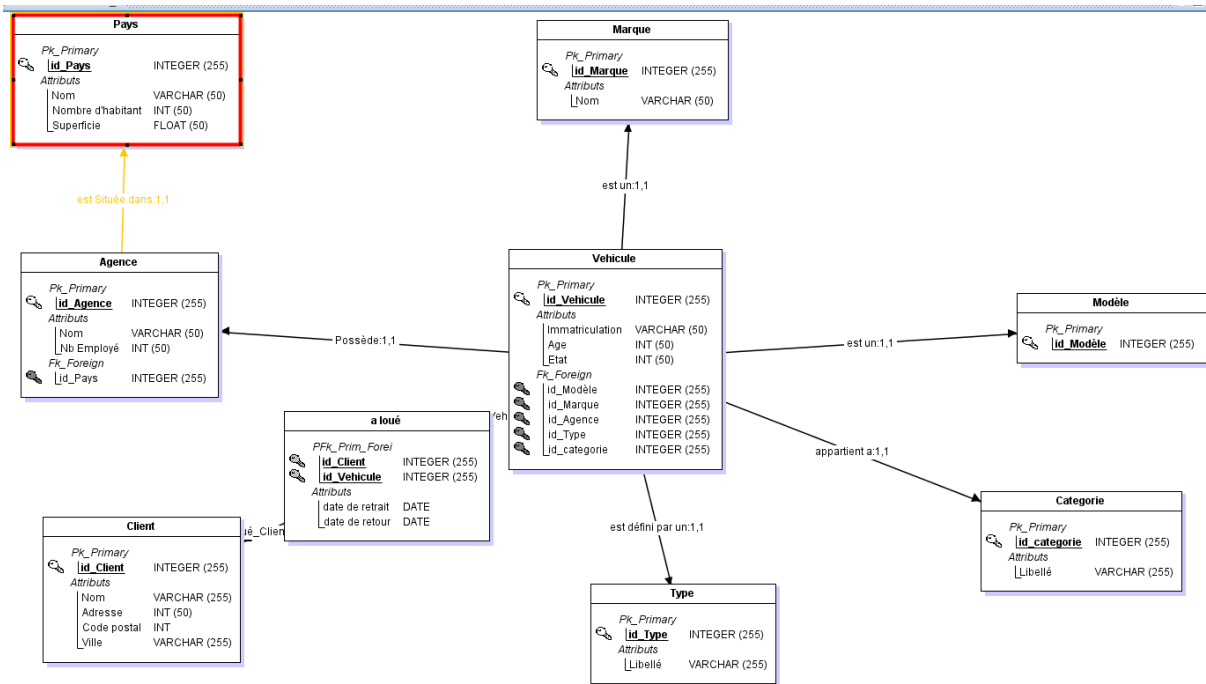 Pays
Pk_Primary
id_Pays INTEGER (255)
Attributs
Nom VARCHAR (50)
Nombre d'habitant INT (50)
Superficie FLOAT (50)
Marque
Pk_Primary
id_Marque INTEGER (255)
Attributs
Nom VARCHAR (50)
est Située dans:1,1
est un:1,1
Agence
Pk_Primary
id_Agence INTEGER (255)
Attributs
Nom VARCHAR (50)
Nb Employé INT (50)
Fk_Foreign
id_Pays INTEGER (255)
Possède:1,1
Vehicule
Pk_Primary
id_Vehicule INTEGER (255)
Attributs
Immatriculation VARCHAR (50)
Age INT (50)
Etat INT (50)
Fk_Foreign
id_Modèle INTEGER (255)
id_Marque INTEGER (255)
id_Agence INTEGER (255)
id_Type INTEGER (255)
id_categorie INTEGER (255)
est un:1,1
Modèle
Pk_Primary
id_Modèle INTEGER (255)
a loué
PFk_Prim_Forei
id_Client INTEGER (255)
id_Vehicule INTEGER (255)
Attributs
date de retrait DATE
date de retour DATE
appartient a:1,1
Categorie
Pk_Primary
id_categorie INTEGER (255)
Attributs
Libellé VARCHAR (255)
Client
Pk_Primary
id_Client INTEGER (255)
Attributs
Nom VARCHAR (255)
Adresse INT (50)
Code postal INT
Ville VARCHAR (255)
est défini par un:1,1
Type
Pk_Primary
id_Type INTEGER (255)
Attributs
Libellé VARCHAR (255)